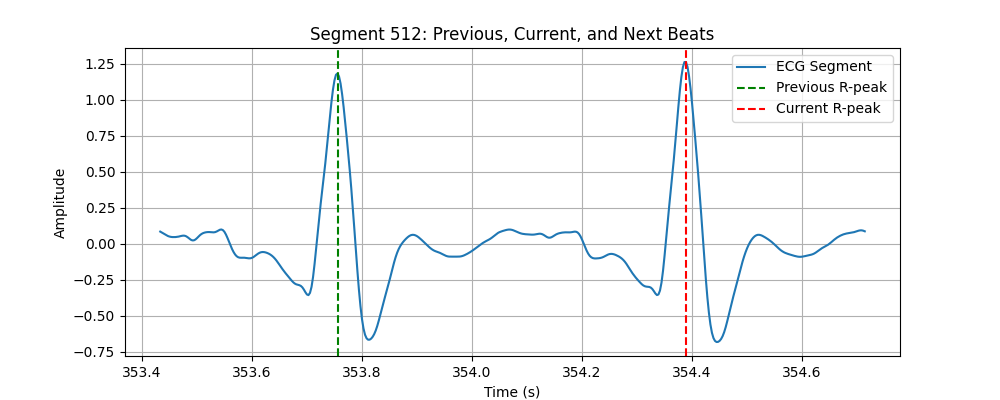 Segment 512: Previous, Current, and Next Beats
1.25
1.00
0.75
0.50
0.25
0.00
−0.25
−0.50
−0.75
Amplitude
ECG Segment
Previous R-peak
Current R-peak
353.4 353.6 353.8 354.0 354.2 354.4 354.6
Time (s)